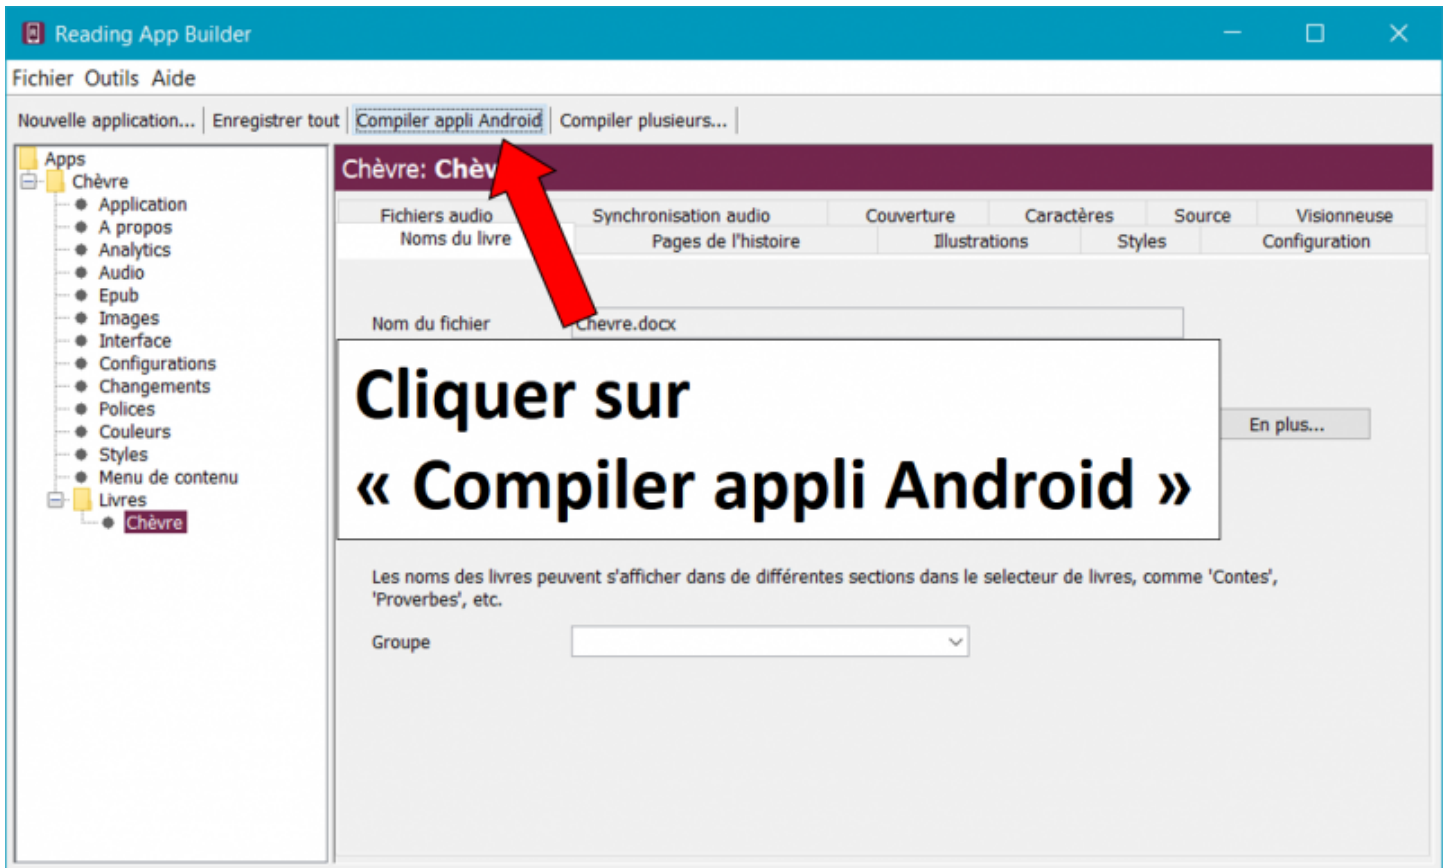 Reading App Builder
Fichier Outils Aide
Nouvelle application... Enregistrer tout Compiler appli Android Compiler plusieurs...
Apps
Chèvre
Application
A propos
Analytics
Audio
Epub
Images
Interface
Configurations
Changements
Polices
Couleurs
Styles
Menu de contenu
Livres
Chèvre
Chèvre:
Fichiers audio Synchronisation audio Couverture Caractères Source Visionneuse
Noms du livre Pages de l'histoire Illustrations Styles Configuration
Nom du fichier Chevre.docx
Cliquer sur
« Compiler appli Android »
En plus...
Les noms des livres peuvent s'afficher dans de différentes sections dans le selecteur de livres, comme 'Contes',
'Proverbes', etc.
Groupe